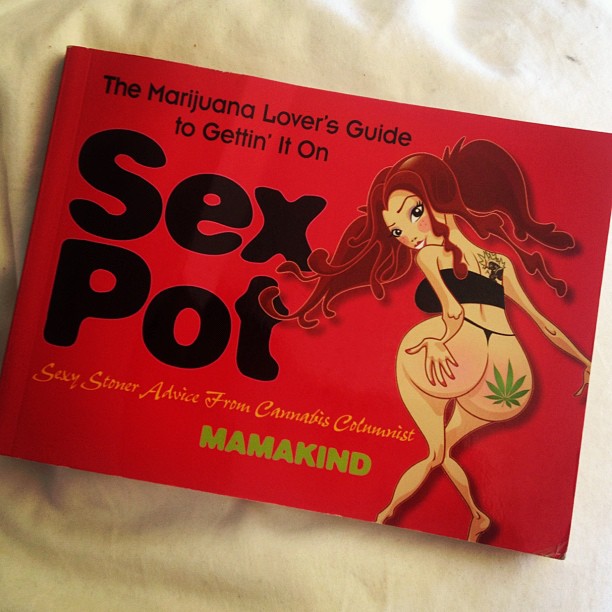 The Marijuana Lover's Guide
to Gettin' It On
Sex
Pot
Sexy Stoner Advice From Cannabis Columnist
MAMAKIND